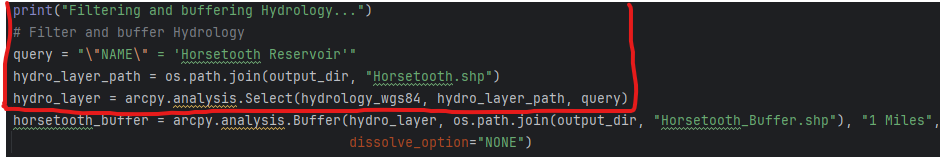 print("Filtering and buffering Hydrology...")
# Filter and buffer Hydrology
query = "\"NAME\" = 'Horsetooth Reservoir'"
hydro_layer_path = os.path.join(output_dir, "Horsetooth.shp")
hydro_layer = arcpy.analysis.Select(hydrology_wgs84, hydro_layer_path, query)
horsetooth_buffer = arcpy.analysis.Buffer(hydro_layer, os.path.join(output_dir, "Horsetooth_Buffer.shp"), "1 Miles",
dissolve_option="NONE")